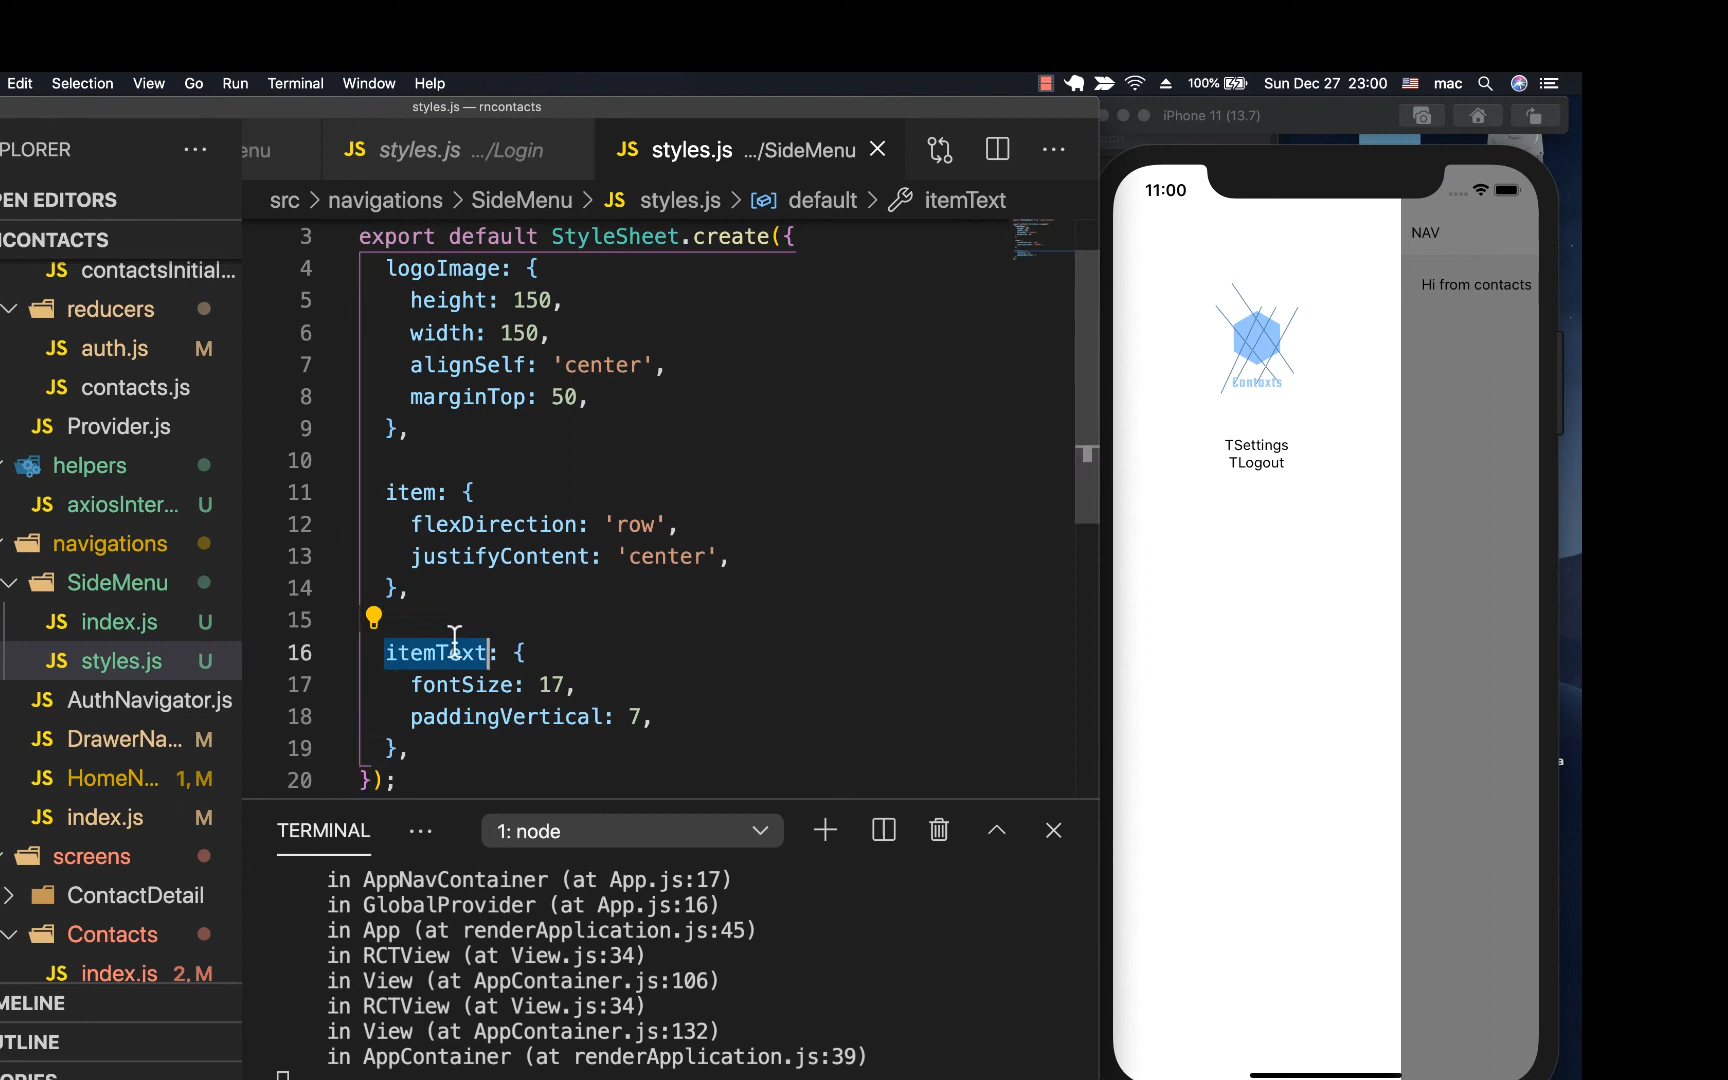 Edit Selection View Go Run Terminal Window Help
100% Sun Dec 27 23:00 mac
styles.js — rncontacts
iPhone 11 (13.7)
PLORER ...
enu
JS styles.js .../Login
JS styles.js .../SideMenu
PEN EDITORS
src > navigations > SideMenu > JS styles.js > default > itemText
NCONTACTS
JS contactsInitial...
reducers
JS auth.js M
JS contacts.js
JS Provider.js
helpers
JS axiosInter... U
navigations
SideMenu
JS index.js U
JS styles.js U
JS AuthNavigator.js
JS DrawerNa... M
JS HomeN... 1, M
JS index.js M
screens
ContactDetail
Contacts
JS index.js 2, M
MELINE
UTLINE
3 export default StyleSheet.create({
4 logoImage: {
5 height: 150,
6 width: 150,
7 alignSelf: 'center',
8 marginTop: 50,
9 },
10
11 item: {
12 flexDirection: 'row',
13 justifyContent: 'center',
14 },
15
16 itemText: {
17 fontSize: 17,
18 paddingVertical: 7,
19 },
20 });
TERMINAL ... 1: node
in AppNavContainer (at App.js:17)
in GlobalProvider (at App.js:16)
in App (at renderApplication.js:45)
in RCTView (at View.js:34)
in View (at AppContainer.js:106)
in RCTView (at View.js:34)
in View (at AppContainer.js:132)
in AppContainer (at renderApplication.js:39)
11:00
NAV
Hi from contacts
Contaxts
TSettings
TLogout